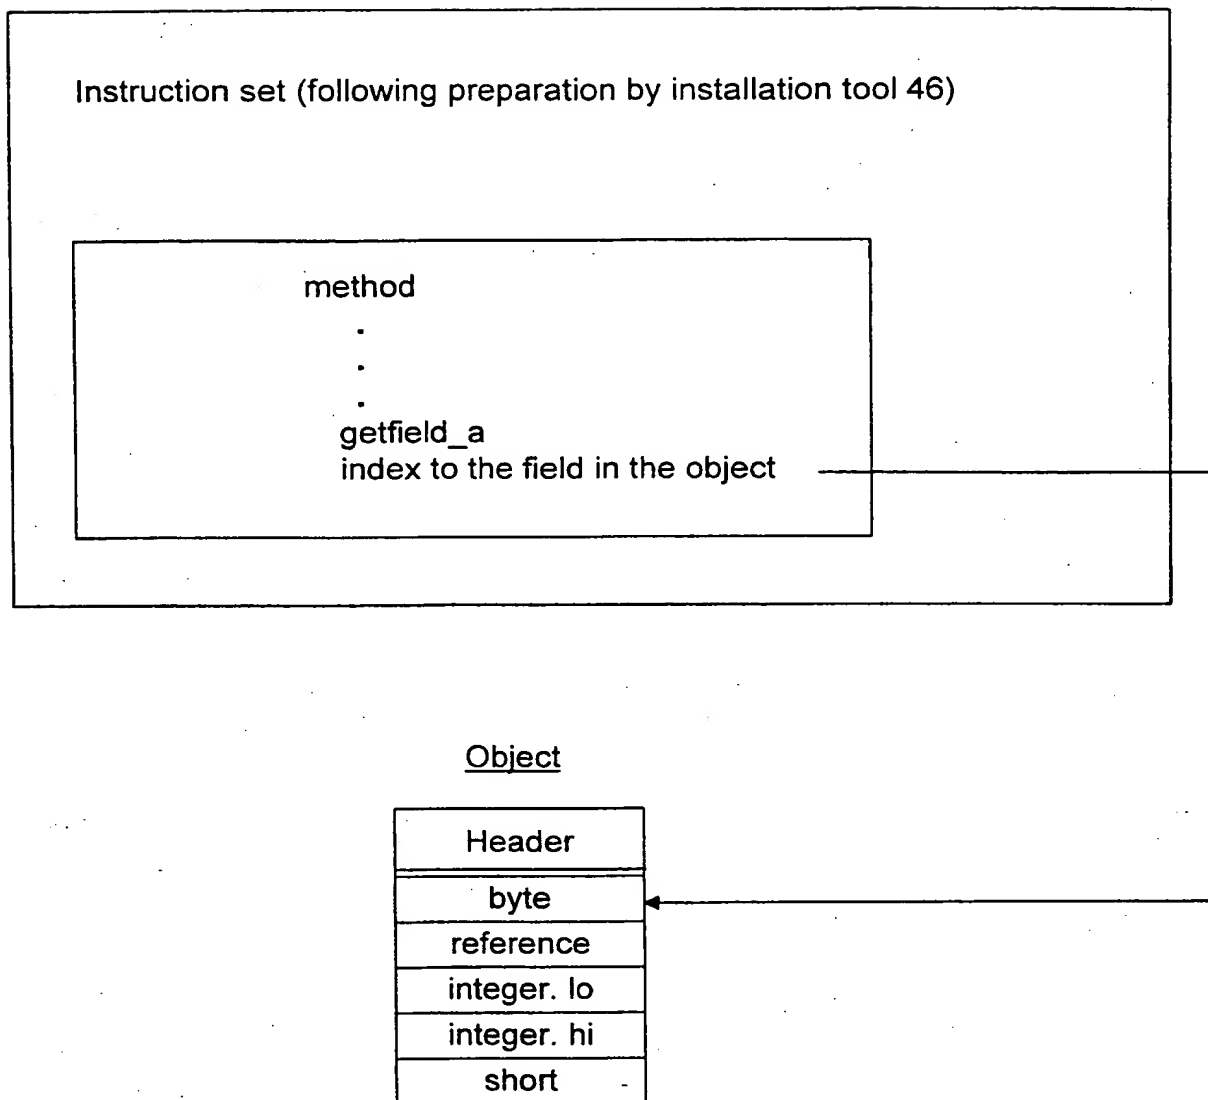 Instruction set (following preparation by installation tool 46)
method
.
.
.
getfield_a
index to the field in the object
Object
Header
byte
reference
integer. lo
integer. hi
short